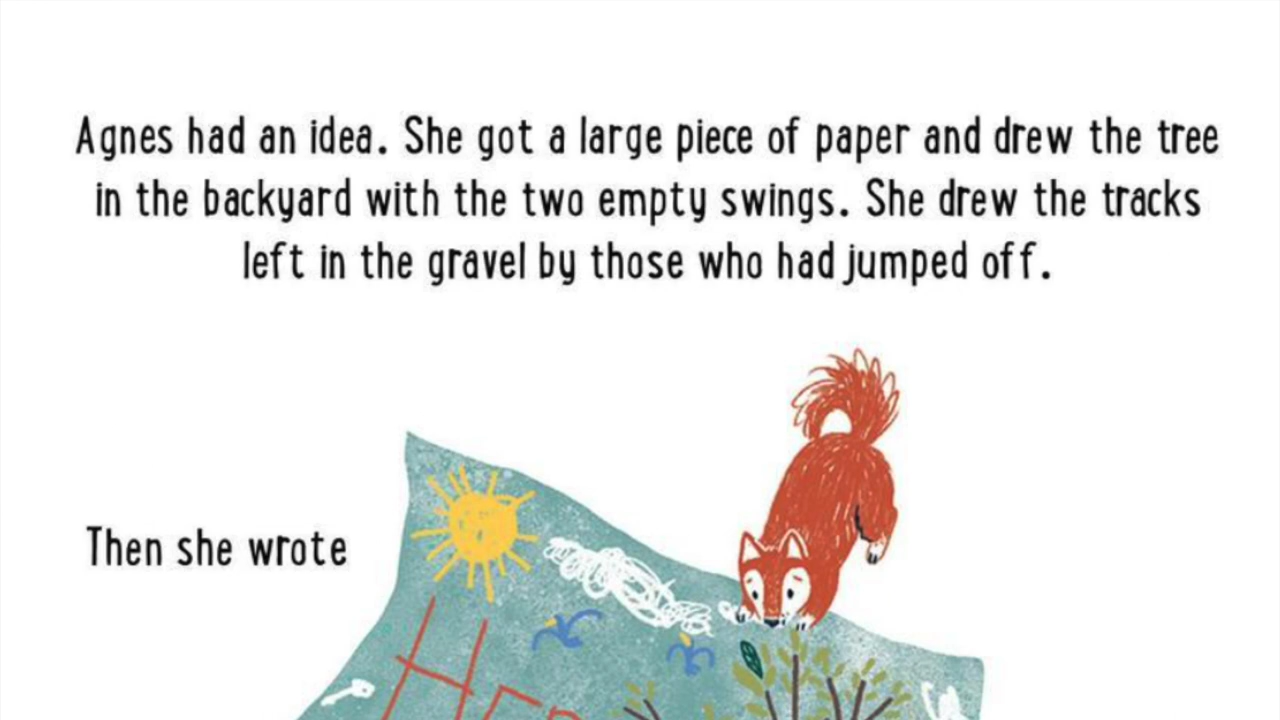 Agnes had an idea. She got a large piece of paper and drew the tree
in the backyard with the two empty swings. She drew the tracks
left in the gravel by those who had jumped off.
Then she wrote